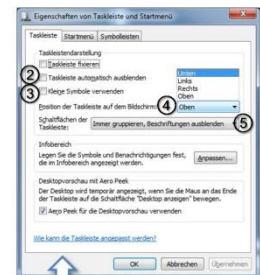 Eigenschaften von Taskleiste und Startmenü
Taskleiste Startmenü Symbolleisten
Taskleistendarstellung
Taskleiste fixieren
2 Taskleiste automatisch ausblenden
3 Kleine Symbole verwenden
Unten
Links
Rechts
Oben
Position der Taskleiste auf dem Bildschirm: 4 Oben
Schaltflächen der Taskleiste: Immer gruppieren, Beschriftungen ausblenden 5
Infobereich
Legen Sie die Symbole und Benachrichtigungen fest,
die im Infobereich angezeigt werden.
Anpassen...
Desktopvorschau mit Aero Peek
Der Desktop wird temporär angezeigt, wenn Sie die Maus an das Ende
der Taskleiste auf die Schaltfläche "Desktop anzeigen" bewegen.
Aero Peek für die Desktopvorschau verwenden
Wie kann die Taskleiste angepasst werden?
OK Abbrechen Übernehmen